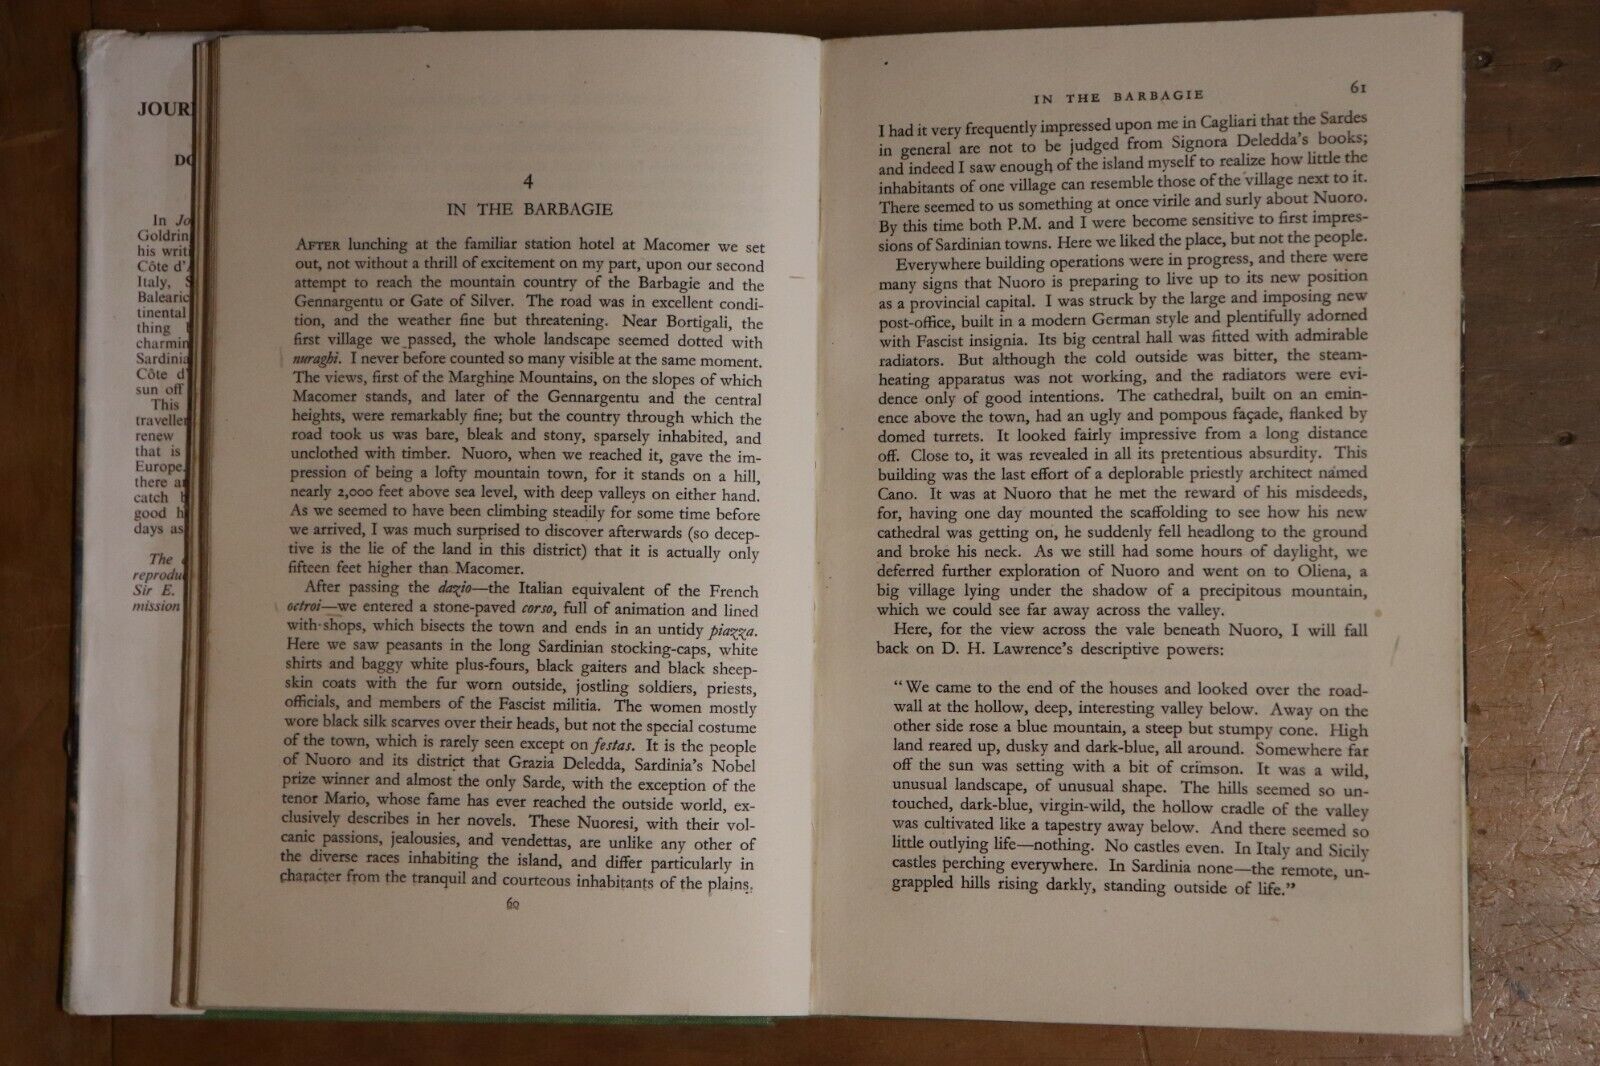 JOUR
DO
In Jo
Goldrin
his writ
Côte d'A
Italy, S
Balearic
tinental
thing
charmin
Sardinia
Côte d'
sun off
This
traveller
renew
that is
Europe.
there a
catch
good h
days as
The
reprodu
Sir E.
mission
4
IN THE BARBAGIE
AFTER lunching at the familiar station hotel at Macomer we set
out, not without a thrill of excitement on my part, upon our second
attempt to reach the mountain country of the Barbagie and the
Gennargentu or Gate of Silver. The road was in excellent condi-
tion, and the weather fine but threatening. Near Bortigali, the
first village we passed, the whole landscape seemed dotted with
nuraghi. I never before counted so many visible at the same moment.
The views, first of the Marghine Mountains, on the slopes of which
Macomer stands, and later of the Gennargentu and the central
heights, were remarkably fine; but the country through which the
road took us was bare, bleak and stony, sparsely inhabited, and
unclothed with timber. Nuoro, when we reached it, gave the im-
pression of being a lofty mountain town, for it stands on a hill,
nearly 2,000 feet above sea level, with deep valleys on either hand.
As we seemed to have been climbing steadily for some time before
we arrived, I was much surprised to discover afterwards (so decep-
tive is the lie of the land in this district) that it is actually only
fifteen feet higher than Macomer.
After passing the dazio—the Italian equivalent of the French
octroi—we entered a stone-paved corso, full of animation and lined
with shops, which bisects the town and ends in an untidy piazza.
Here we saw peasants in the long Sardinian stocking-caps, white
shirts and baggy white plus-fours, black gaiters and black sheep-
skin coats with the fur worn outside, jostling soldiers, priests,
officials, and members of the Fascist militia. The women mostly
wore black silk scarves over their heads, but not the special costume
of the town, which is rarely seen except on festas. It is the people
of Nuoro and its district that Grazia Deledda, Sardinia's Nobel
prize winner and almost the only Sarde, with the exception of the
tenor Mario, whose fame has ever reached the outside world, ex-
clusively describes in her novels. These Nuoresi, with their vol-
canic passions, jealousies, and vendettas, are unlike any other of
the diverse races inhabiting the island, and differ particularly in
character from the tranquil and courteous inhabitants of the plains.
60
IN THE BARBAGIE 61
I had it very frequently impressed upon me in Cagliari that the Sardes
in general are not to be judged from Signora Deledda's books;
and indeed I saw enough of the island myself to realize how little the
inhabitants of one village can resemble those of the village next to it.
There seemed to us something at once virile and surly about Nuoro.
By this time both P.M. and I were become sensitive to first impres-
sions of Sardinian towns. Here we liked the place, but not the people.
Everywhere building operations were in progress, and there were
many signs that Nuoro is preparing to live up to its new position
as a provincial capital. I was struck by the large and imposing new
post-office, built in a modern German style and plentifully adorned
with Fascist insignia. Its big central hall was fitted with admirable
radiators. But although the cold outside was bitter, the steam-
heating apparatus was not working, and the radiators were evi-
dence only of good intentions. The cathedral, built on an emin-
ence above the town, had an ugly and pompous façade, flanked by
domed turrets. It looked fairly impressive from a long distance
off. Close to, it was revealed in all its pretentious absurdity. This
building was the last effort of a deplorable priestly architect named
Cano. It was at Nuoro that he met the reward of his misdeeds,
for, having one day mounted the scaffolding to see how his new
cathedral was getting on, he suddenly fell headlong to the ground
and broke his neck. As we still had some hours of daylight, we
deferred further exploration of Nuoro and went on to Oliena, a
big village lying under the shadow of a precipitous mountain,
which we could see far away across the valley.
Here, for the view across the vale beneath Nuoro, I will fall
back on D. H. Lawrence's descriptive powers:
"We came to the end of the houses and looked over the road-
wall at the hollow, deep, interesting valley below. Away on the
other side rose a blue mountain, a steep but stumpy cone. High
land reared up, dusky and dark-blue, all around. Somewhere far
off the sun was setting with a bit of crimson. It was a wild,
unusual landscape, of unusual shape. The hills seemed so un-
touched, dark-blue, virgin-wild, the hollow cradle of the valley
was cultivated like a tapestry away below. And there seemed so
little outlying life—nothing. No castles even. In Italy and Sicily
castles perching everywhere. In Sardinia none—the remote, un-
grappled hills rising darkly, standing outside of life."